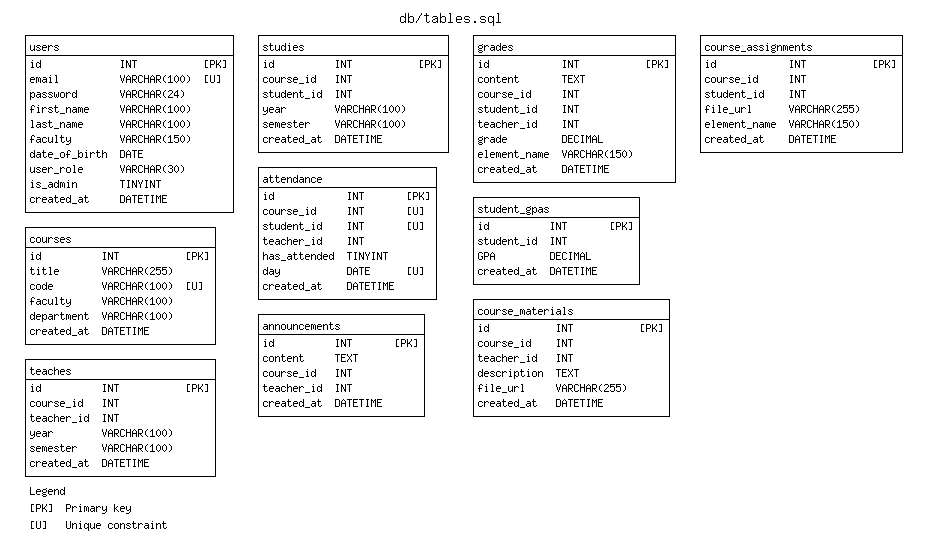 db/tables.sql
users
id INT [PK]
email VARCHAR(100) [U]
password VARCHAR(24)
first_name VARCHAR(100)
last_name VARCHAR(100)
faculty VARCHAR(150)
date_of_birth DATE
user_role VARCHAR(30)
is_admin TINYINT
created_at DATETIME
courses
id INT [PK]
title VARCHAR(255)
code VARCHAR(100) [U]
faculty VARCHAR(100)
department VARCHAR(100)
created_at DATETIME
teaches
id INT [PK]
course_id INT
teacher_id INT
year VARCHAR(100)
semester VARCHAR(100)
created_at DATETIME
studies
id INT [PK]
course_id INT
student_id INT
year VARCHAR(100)
semester VARCHAR(100)
created_at DATETIME
attendance
id INT [PK]
course_id INT [U]
student_id INT [U]
teacher_id INT
has_attended TINYINT
day DATE [U]
created_at DATETIME
announcements
id INT [PK]
content TEXT
course_id INT
teacher_id INT
created_at DATETIME
grades
id INT [PK]
content TEXT
course_id INT
student_id INT
teacher_id INT
grade DECIMAL
element_name VARCHAR(150)
created_at DATETIME
student_gpas
id INT [PK]
student_id INT
GPA DECIMAL
created_at DATETIME
course_materials
id INT [PK]
course_id INT
teacher_id INT
description TEXT
file_url VARCHAR(255)
created_at DATETIME
course_assignments
id INT [PK]
course_id INT
student_id INT
file_url VARCHAR(255)
element_name VARCHAR(150)
created_at DATETIME
Legend
[PK] Primary key
[U] Unique constraint